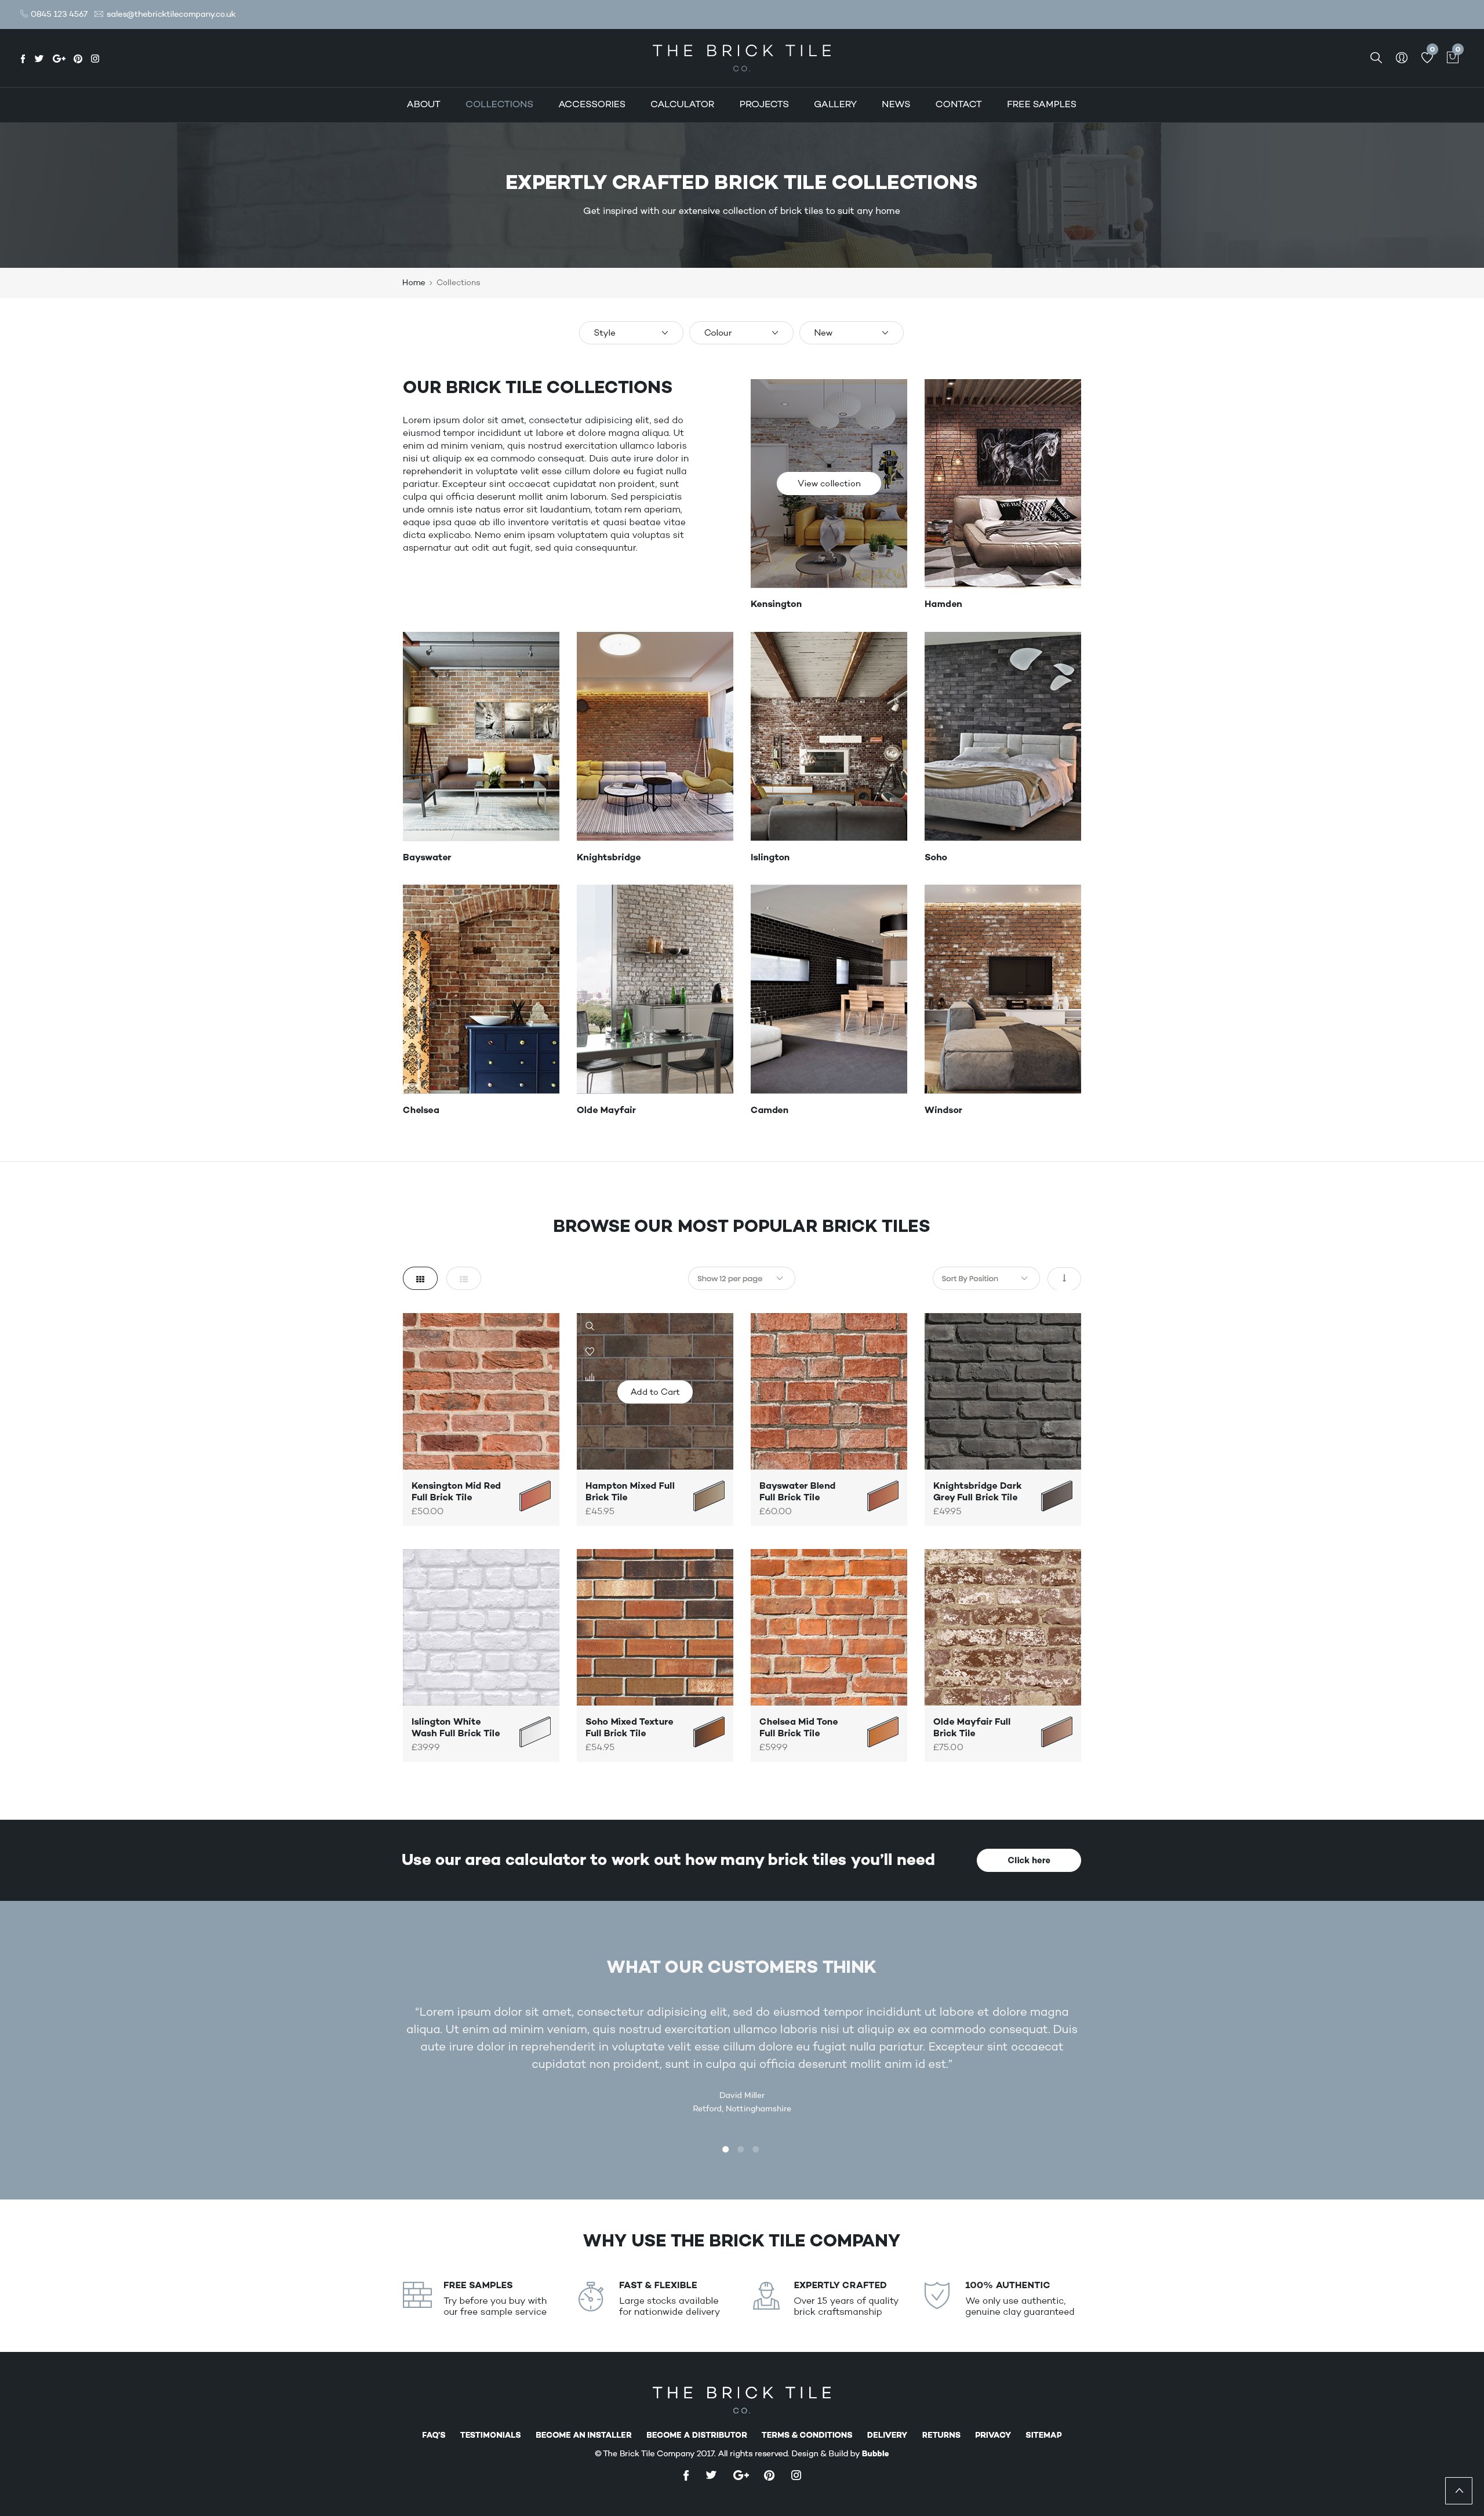 0845 123 4567 sales@thebricktilecompany.co.uk
THE BRICK TILE
CO.
0 0
ABOUT COLLECTIONS ACCESSORIES CALCULATOR PROJECTS GALLERY NEWS CONTACT FREE SAMPLES
EXPERTLY CRAFTED BRICK TILE COLLECTIONS
Get inspired with our extensive collection of brick tiles to suit any home
Home › Collections
Style Colour New
OUR BRICK TILE COLLECTIONS
Lorem ipsum dolor sit amet, consectetur adipisicing elit, sed do
eiusmod tempor incididunt ut labore et dolore magna aliqua. Ut
enim ad minim veniam, quis nostrud exercitation ullamco laboris
nisi ut aliquip ex ea commodo consequat. Duis aute irure dolor in
reprehenderit in voluptate velit esse cillum dolore eu fugiat nulla
pariatur. Excepteur sint occaecat cupidatat non proident, sunt
culpa qui officia deserunt mollit anim laborum. Sed perspiciatis
unde omnis iste natus error sit laudantium, totam rem aperiam,
eaque ipsa quae ab illo inventore veritatis et quasi beatae vitae
dicta explicabo. Nemo enim ipsam voluptatem quia voluptas sit
aspernatur aut odit aut fugit, sed quia consequuntur.
View collection
Kensington
Hamden
Bayswater
Knightsbridge
Islington
Soho
Chelsea
Olde Mayfair
Camden
Windsor
BROWSE OUR MOST POPULAR BRICK TILES
Show 12 per page
Sort By Position
Add to Cart
Kensington Mid Red
Full Brick Tile
£50.00
Hampton Mixed Full
Brick Tile
£45.95
Bayswater Blend
Full Brick Tile
£60.00
Knightsbridge Dark
Grey Full Brick Tile
£49.95
Islington White
Wash Full Brick Tile
£39.99
Soho Mixed Texture
Full Brick Tile
£54.95
Chelsea Mid Tone
Full Brick Tile
£59.99
Olde Mayfair Full
Brick Tile
£75.00
Use our area calculator to work out how many brick tiles you’ll need
Click here
WHAT OUR CUSTOMERS THINK
“Lorem ipsum dolor sit amet, consectetur adipisicing elit, sed do eiusmod tempor incididunt ut labore et dolore magna
aliqua. Ut enim ad minim veniam, quis nostrud exercitation ullamco laboris nisi ut aliquip ex ea commodo consequat. Duis
aute irure dolor in reprehenderit in voluptate velit esse cillum dolore eu fugiat nulla pariatur. Excepteur sint occaecat
cupidatat non proident, sunt in culpa qui officia deserunt mollit anim id est.”
David Miller
Retford, Nottinghamshire
WHY USE THE BRICK TILE COMPANY
FREE SAMPLES
Try before you buy with
our free sample service
FAST & FLEXIBLE
Large stocks available
for nationwide delivery
EXPERTLY CRAFTED
Over 15 years of quality
brick craftsmanship
100% AUTHENTIC
We only use authentic,
genuine clay guaranteed
THE BRICK TILE
CO.
FAQ'S TESTIMONIALS BECOME AN INSTALLER BECOME A DISTRIBUTOR TERMS & CONDITIONS DELIVERY RETURNS PRIVACY SITEMAP
© The Brick Tile Company 2017. All rights reserved. Design & Build by Bubble